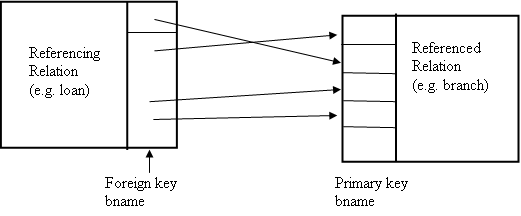 Referencing
Relation
(e.g. loan)
Referenced
Relation
(e.g. branch)
Foreign key
bname
Primary key
bname